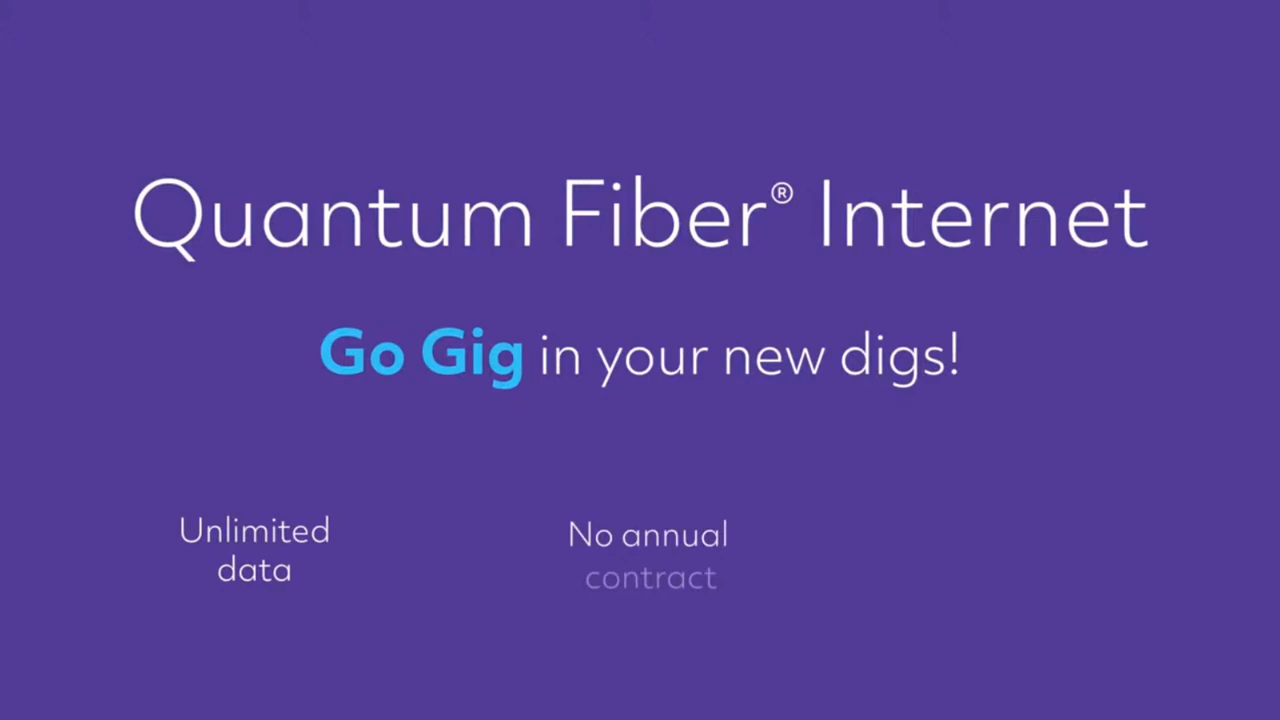 Quantum Fiber® Internet
Go Gig in your new digs!
Unlimited
data
No annual
contract